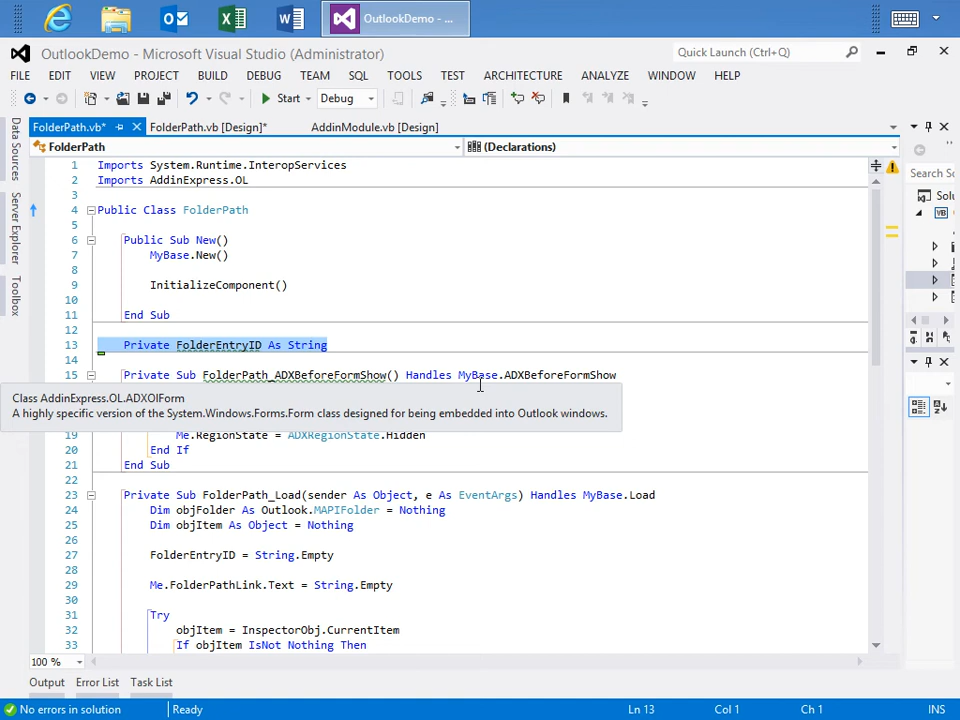 OutlookDemo - ...
OutlookDemo - Microsoft Visual Studio (Administrator)
Quick Launch (Ctrl+Q)
FILE EDIT VIEW PROJECT BUILD DEBUG TEAM SQL TOOLS TEST ARCHITECTURE ANALYZE WINDOW HELP
Start Debug
FolderPath.vb* FolderPath.vb [Design]* AddinModule.vb [Design]
FolderPath (Declarations)
Data Sources
Server Explorer
Toolbox
Search S
Solu
VB
1 Imports System.Runtime.InteropServices
2 Imports AddinExpress.OL
3
4 Public Class FolderPath
5
6 Public Sub New()
7 MyBase.New()
8
9 InitializeComponent()
10
11 End Sub
12
13 Private FolderEntryID As String
14
15 Private Sub FolderPath_ADXBeforeFormShow() Handles MyBase.ADXBeforeFormShow
Class AddinExpress.OL.ADXOlForm
A highly specific version of the System.Windows.Forms.Form class designed for being embedded into Outlook windows.
19 Me.RegionState = ADXRegionState.Hidden
20 End If
21 End Sub
22
23 Private Sub FolderPath_Load(sender As Object, e As EventArgs) Handles MyBase.Load
24 Dim objFolder As Outlook.MAPIFolder = Nothing
25 Dim objItem As Object = Nothing
26
27 FolderEntryID = String.Empty
28
29 Me.FolderPathLink.Text = String.Empty
30
31 Try
32 objItem = InspectorObj.CurrentItem
33 If objItem IsNot Nothing Then
100 %
Output Error List Task List
No errors in solution Ready Ln 13 Col 1 Ch 1 INS